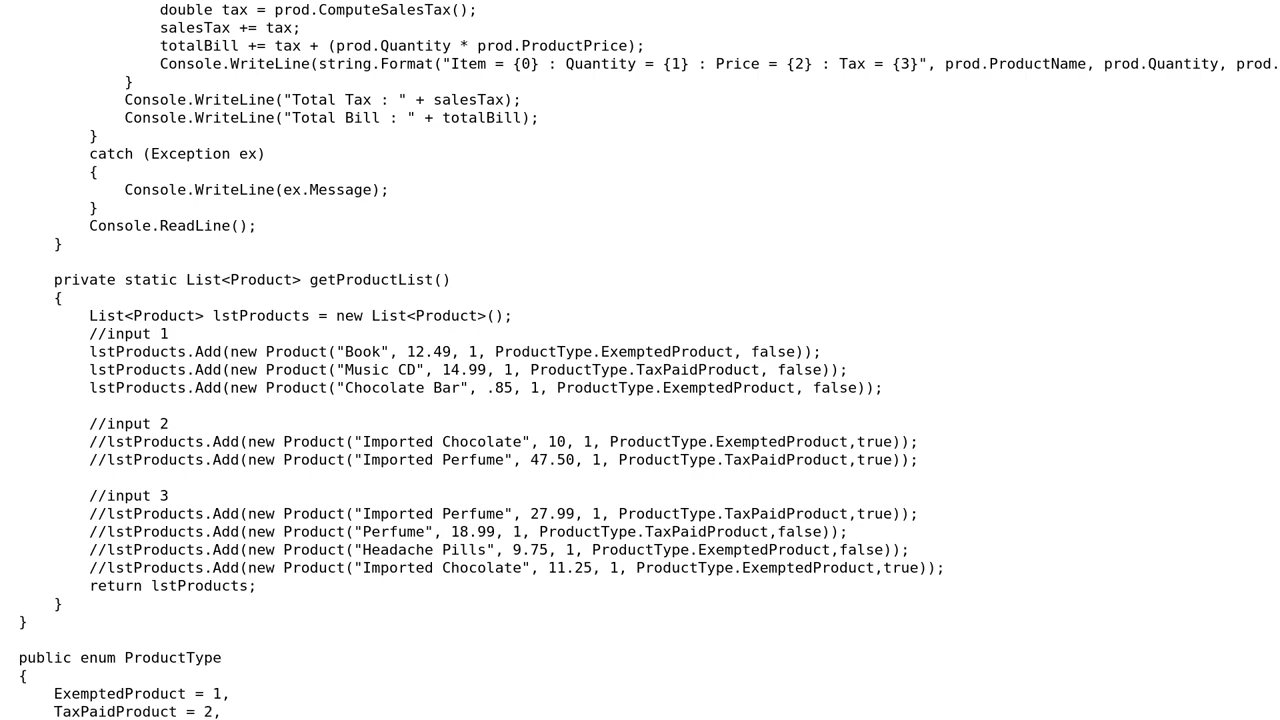 double tax = prod.ComputeSalesTax();
salesTax += tax;
totalBill += tax + (prod.Quantity * prod.ProductPrice);
Console.WriteLine(string.Format("Item = {0} : Quantity = {1} : Price = {2} : Tax = {3}", prod.ProductName, prod.Quantity, prod.
}
Console.WriteLine("Total Tax : " + salesTax);
Console.WriteLine("Total Bill : " + totalBill);
}
catch (Exception ex)
{
Console.WriteLine(ex.Message);
}
Console.ReadLine();
}
private static List<Product> getProductList()
{
List<Product> lstProducts = new List<Product>();
//input 1
lstProducts.Add(new Product("Book", 12.49, 1, ProductType.ExemptedProduct, false));
lstProducts.Add(new Product("Music CD", 14.99, 1, ProductType.TaxPaidProduct, false));
lstProducts.Add(new Product("Chocolate Bar", .85, 1, ProductType.ExemptedProduct, false));
//input 2
//lstProducts.Add(new Product("Imported Chocolate", 10, 1, ProductType.ExemptedProduct,true));
//lstProducts.Add(new Product("Imported Perfume", 47.50, 1, ProductType.TaxPaidProduct,true));
//input 3
//lstProducts.Add(new Product("Imported Perfume", 27.99, 1, ProductType.TaxPaidProduct,true));
//lstProducts.Add(new Product("Perfume", 18.99, 1, ProductType.TaxPaidProduct,false));
//lstProducts.Add(new Product("Headache Pills", 9.75, 1, ProductType.ExemptedProduct,false));
//lstProducts.Add(new Product("Imported Chocolate", 11.25, 1, ProductType.ExemptedProduct,true));
return lstProducts;
}
}
public enum ProductType
{
ExemptedProduct = 1,
TaxPaidProduct = 2,